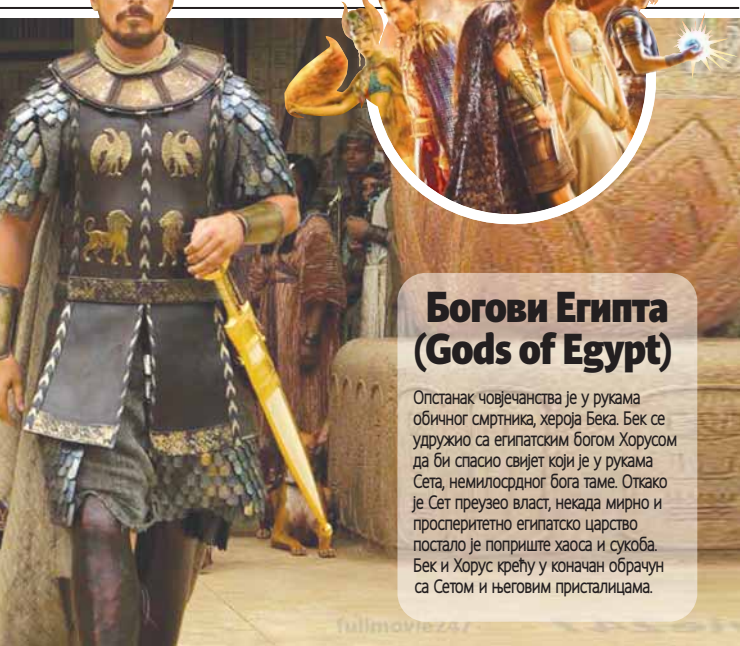 Богови Египта
(Gods of Egypt)
Опстанак човјечанства је у рукама
обичног смртника, хероја Бека. Бек се
удружио са египатским богом Хорусом
да би спасио свијет који је у рукама
Сета, немилосрдног бога таме. Откако
је Сет преузео власт, некада мирно и
просперитетно египатско царство
постало је поприште хаоса и сукоба.
Бек и Хорус крећу у коначан обрачун
са Сетом и његовим присталицама.
fullmovie247